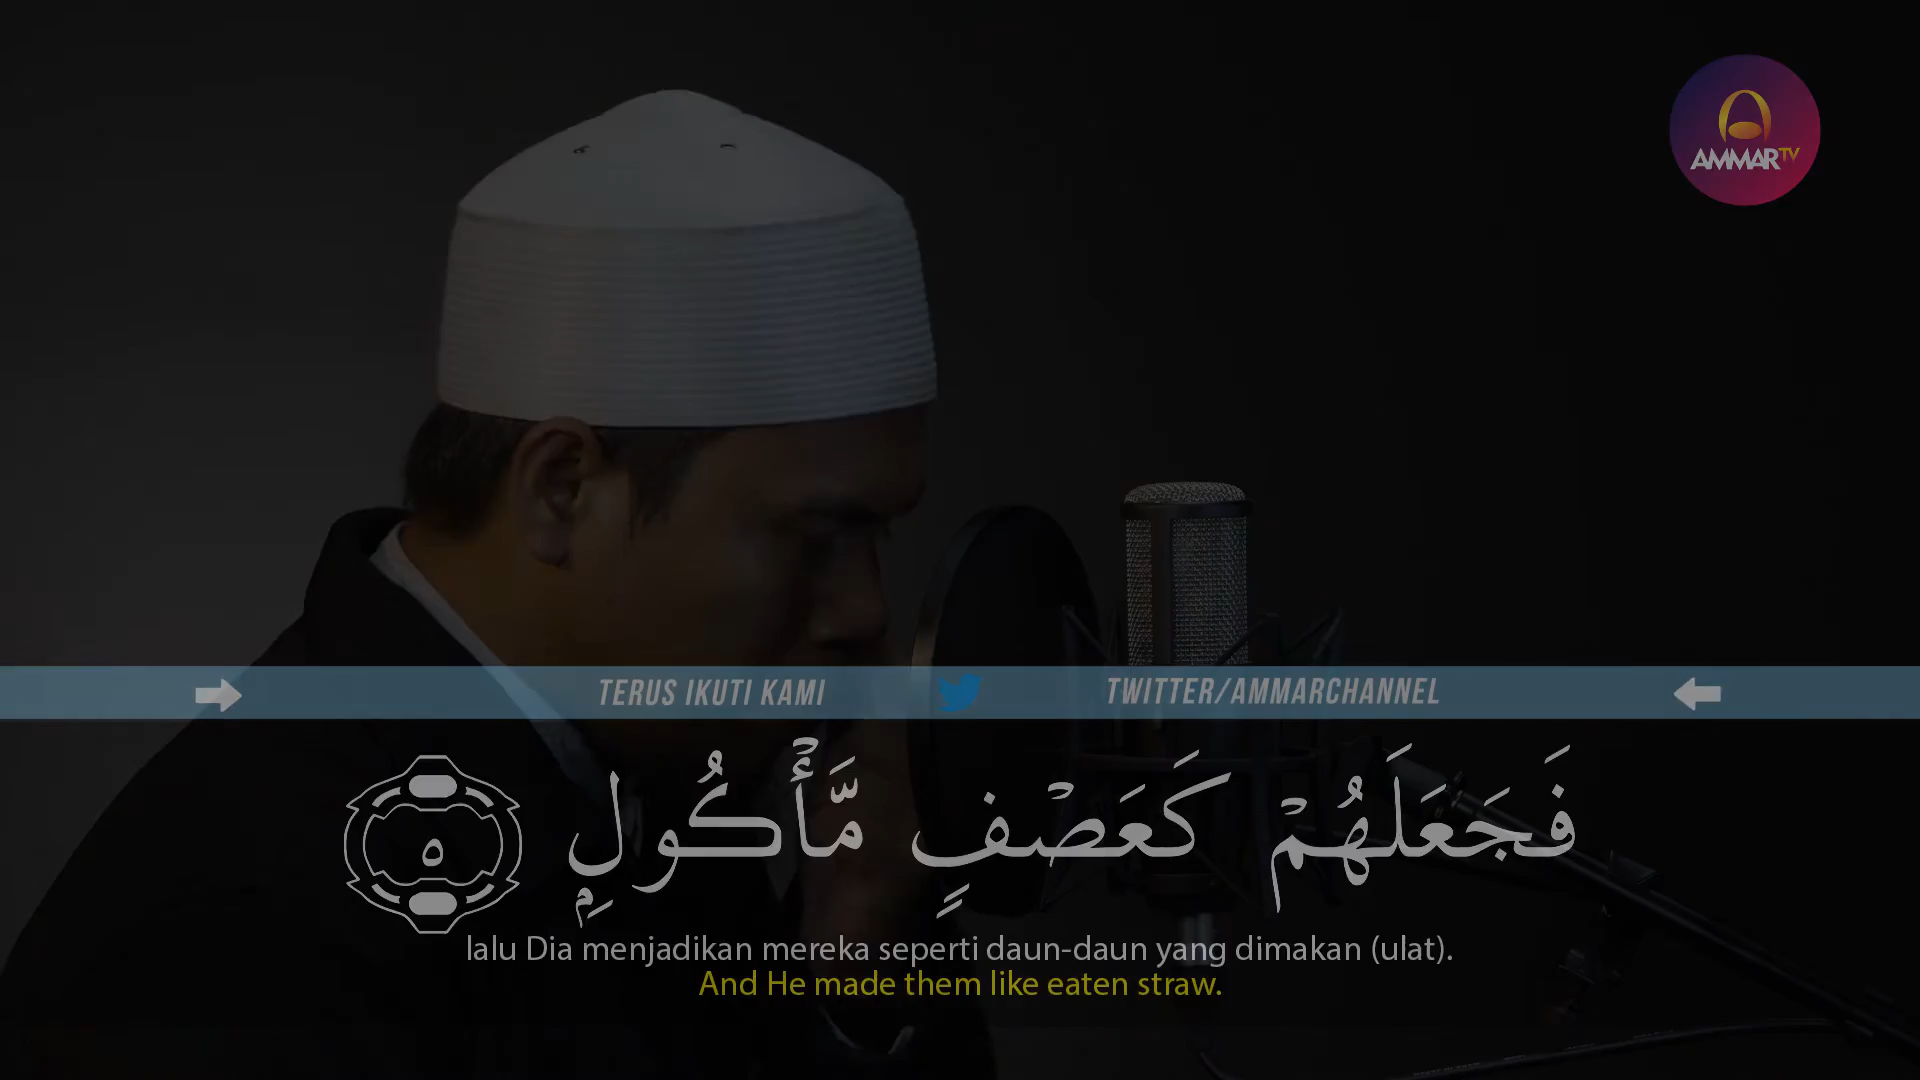 AMMARTV
TERUS IKUTI KAMI TWITTER/AMMARCHANNEL
فَجَعَلَهُمْ كَعَصْفٍ مَّأْكُولٍۭ ٥
lalu Dia menjadikan mereka seperti daun-daun yang dimakan (ulat).
And He made them like eaten straw.